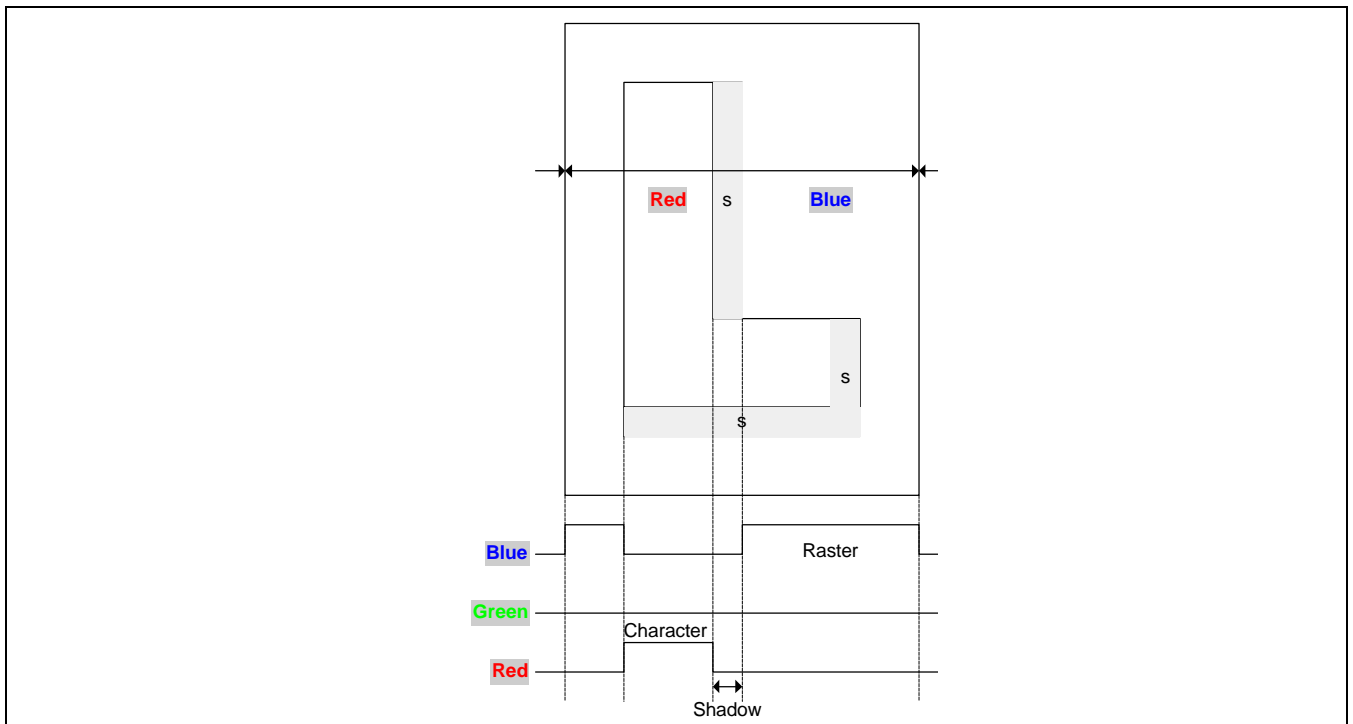 Red s Blue
s
s
Blue Raster
Green
Character
Red
Shadow